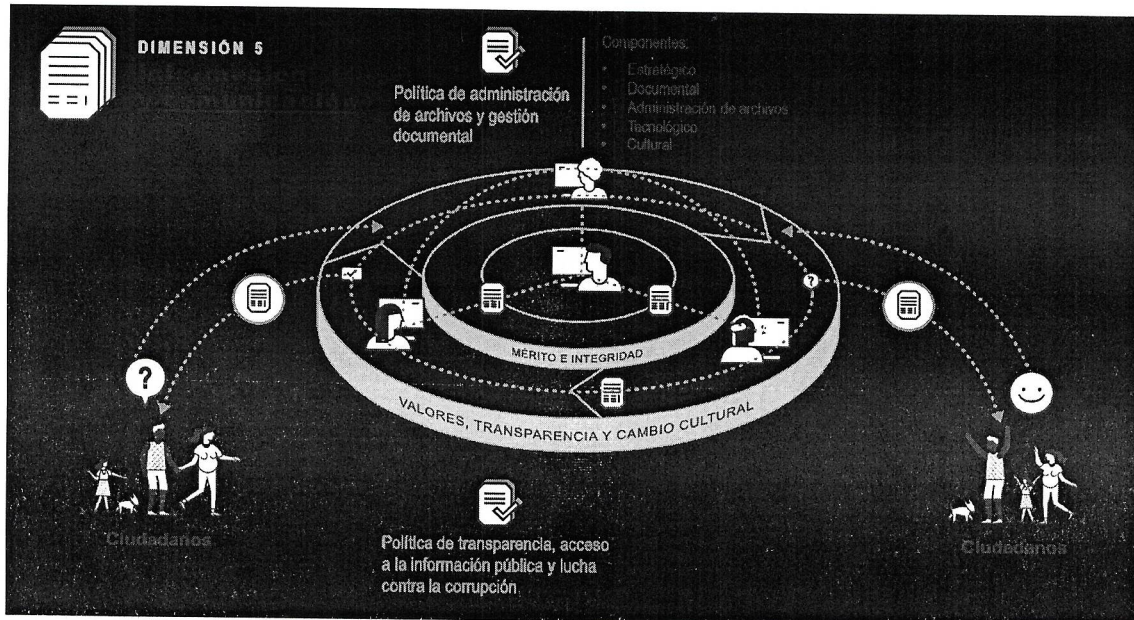 DIMENSIÓN 5
Política de administración
de archivos y gestión
documental
Componentes:
• Estratégico
• Documental
• Administración de archivos
• Tecnológico
• Cultural
?
?
MÉRITO E INTEGRIDAD
VALORES, TRANSPARENCIA Y CAMBIO CULTURAL
Ciudadanos
Ciudadanos
Política de transparencia, acceso
a la información pública y lucha
contra la corrupción